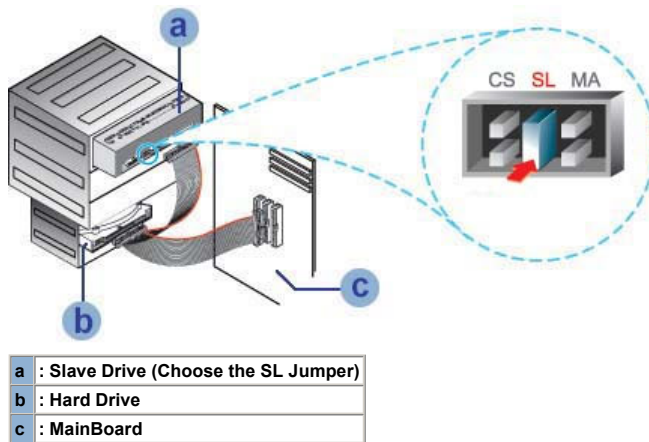 a
CS SL MA
b
c
a : Slave Drive (Choose the SL Jumper)
b : Hard Drive
c : MainBoard